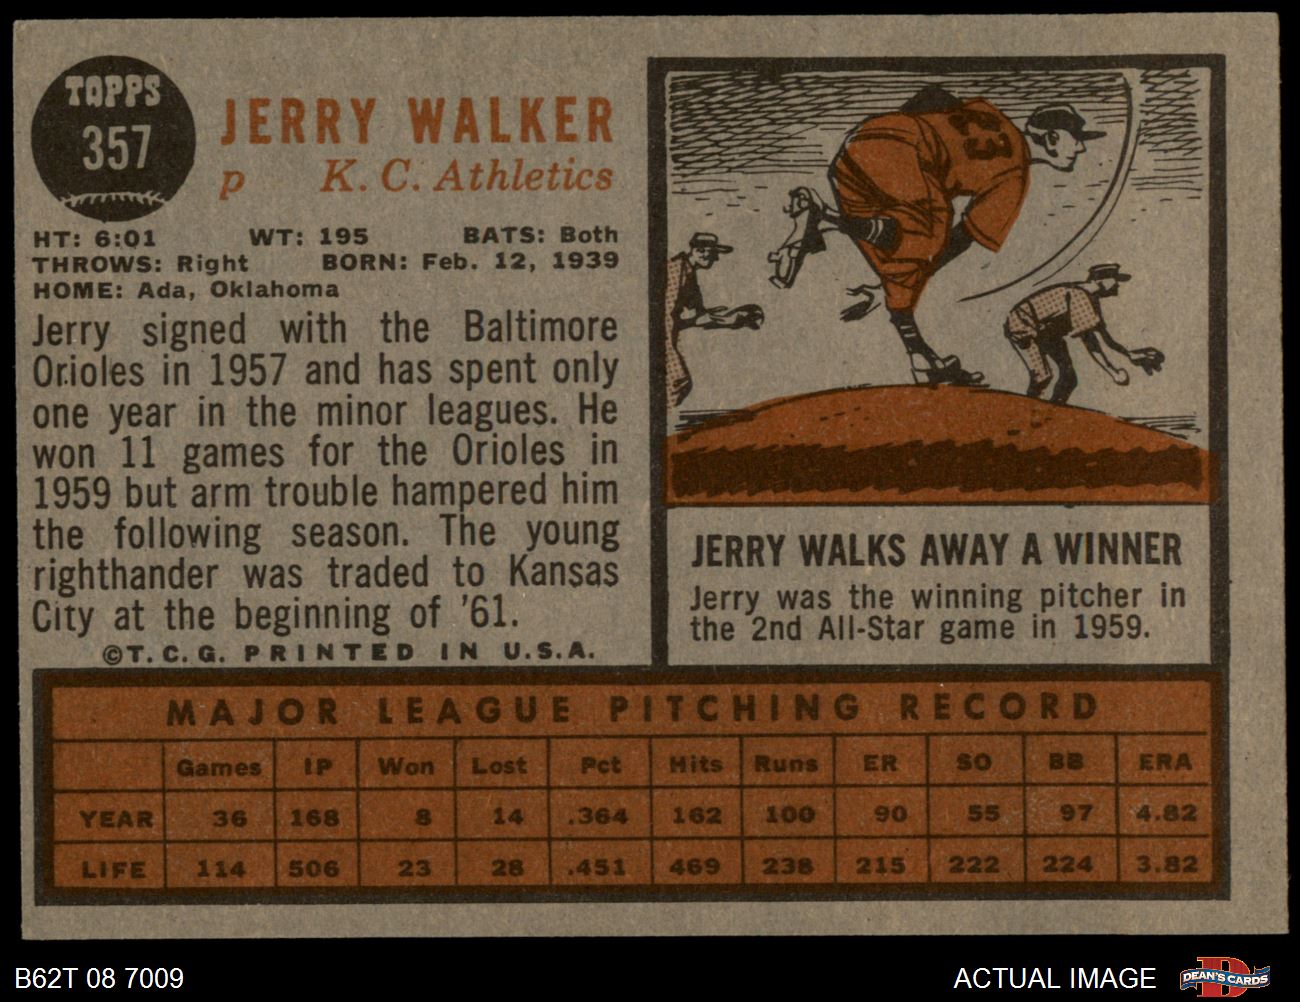 TOPPS
357
JERRY WALKER
p K. C. Athletics
HT: 6:01 WT: 195 BATS: Both
THROWS: Right BORN: Feb. 12, 1939
HOME: Ada, Oklahoma
Jerry signed with the Baltimore
Orioles in 1957 and has spent only
one year in the minor leagues. He
won 11 games for the Orioles in
1959 but arm trouble hampered him
the following season. The young
righthander was traded to Kansas
City at the beginning of '61.
©T. C. G. PRINTED IN U.S.A.
23
JERRY WALKS AWAY A WINNER
Jerry was the winning pitcher in
the 2nd All-Star game in 1959.
MAJOR LEAGUE PITCHING RECORD
Games IP Won Lost Pct Hits Runs ER SO BB ERA
YEAR 36 168 8 14 .364 162 100 90 55 97 4.82
LIFE 114 506 23 28 .451 469 238 215 222 224 3.82
B62T 08 7009 ACTUAL IMAGE D DEAN'S CARDS